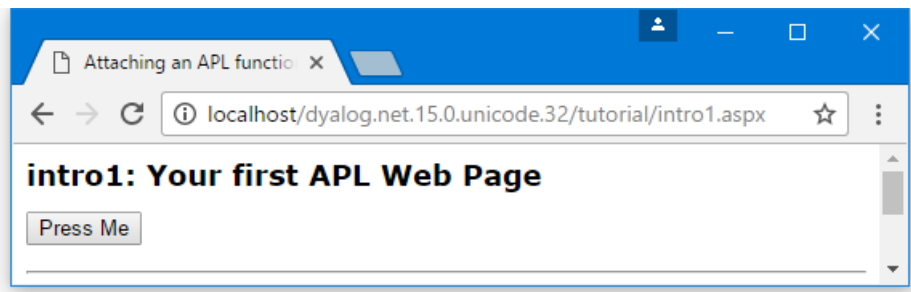 Attaching an APL functio
localhost/dyalog.net.15.0.unicode.32/tutorial/intro1.aspx
intro1: Your first APL Web Page
Press Me